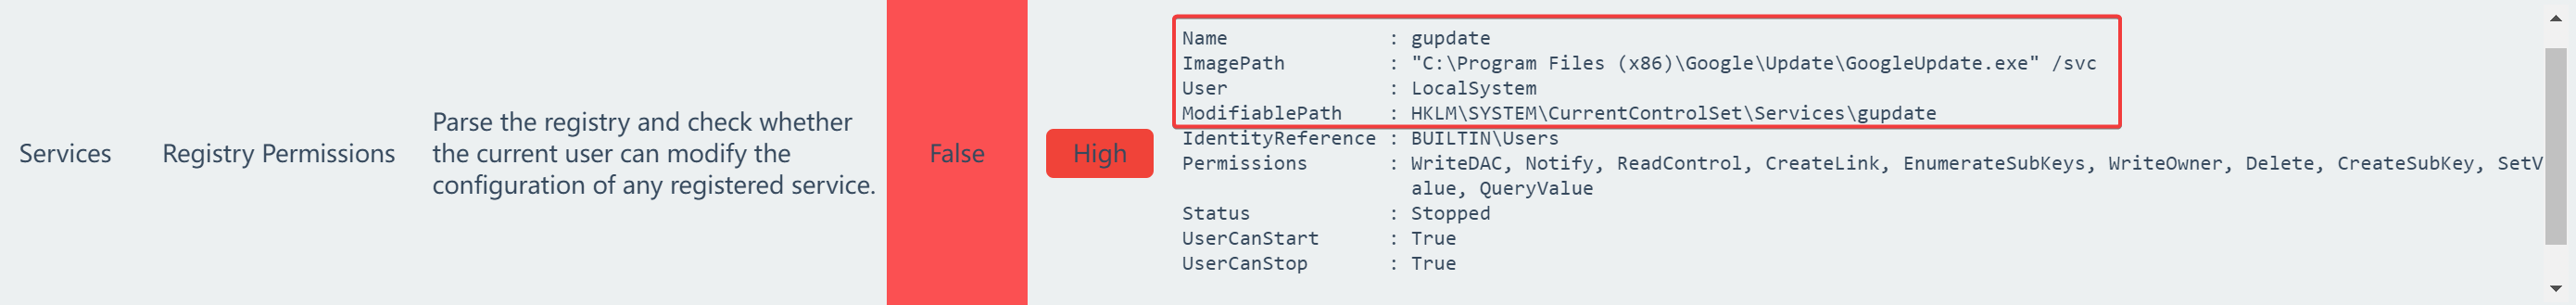 Services
Registry Permissions
Parse the registry and check whether
the current user can modify the
configuration of any registered service.
False
High
Name : gupdate
ImagePath : "C:\Program Files (x86)\Google\Update\GoogleUpdate.exe" /svc
User : LocalSystem
ModifiablePath : HKLM\SYSTEM\CurrentControlSet\Services\gupdate
IdentityReference : BUILTIN\Users
Permissions : WriteDAC, Notify, ReadControl, CreateLink, EnumerateSubKeys, WriteOwner, Delete, CreateSubKey, SetV
alue, QueryValue
Status : Stopped
UserCanStart : True
UserCanStop : True